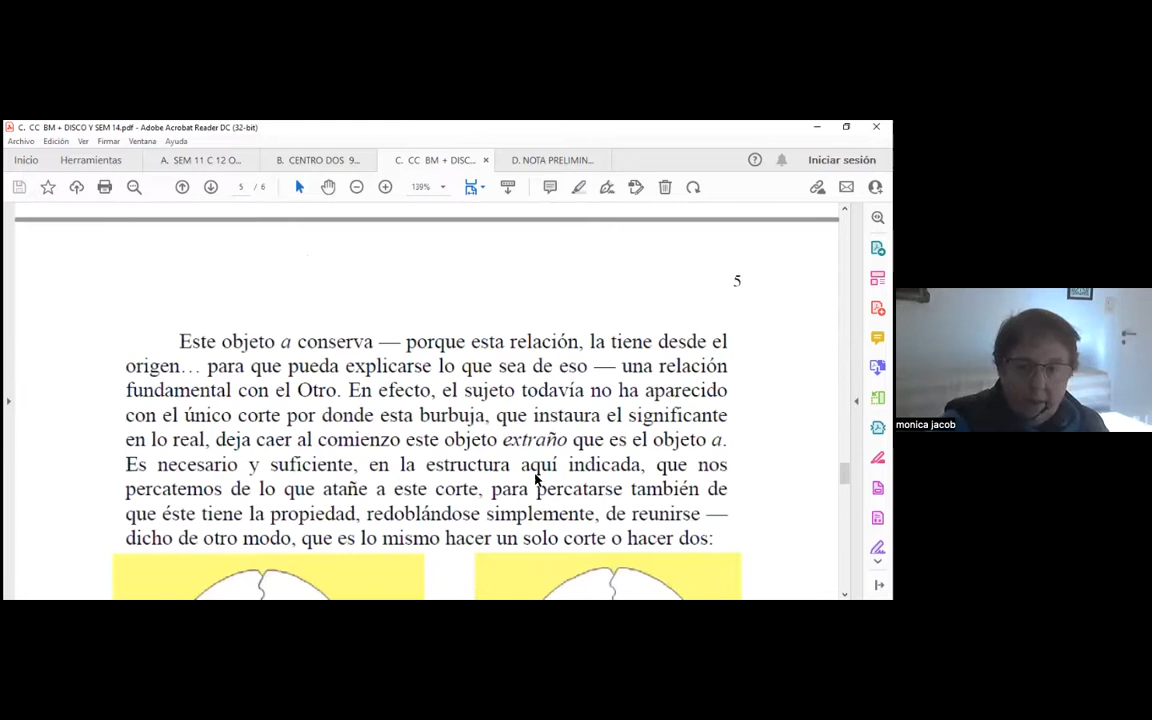 C. CC BM + DISCO Y SEM 14.pdf - Adobe Acrobat Reader DC (32-bit)
Archivo Edición Ver Firmar Ventana Ayuda
Inicio Herramientas A. SEM 11 C 12 O... B. CENTRO DOS 9... C. CC BM + DISC... × D. NOTA PRELIMIN... Iniciar sesión
5 / 6 139%
5
Este objeto a conserva — porque esta relación, la tiene desde el
origen… para que pueda explicarse lo que sea de eso — una relación
fundamental con el Otro. En efecto, el sujeto todavía no ha aparecido
con el único corte por donde esta burbuja, que instaura el significante
en lo real, deja caer al comienzo este objeto extraño que es el objeto a.
Es necesario y suficiente, en la estructura aquí indicada, que nos
percatemos de lo que atañe a este corte, para percatarse también de
que éste tiene la propiedad, redoblándose simplemente, de reunirse —
dicho de otro modo, que es lo mismo hacer un solo corte o hacer dos:
monica jacob